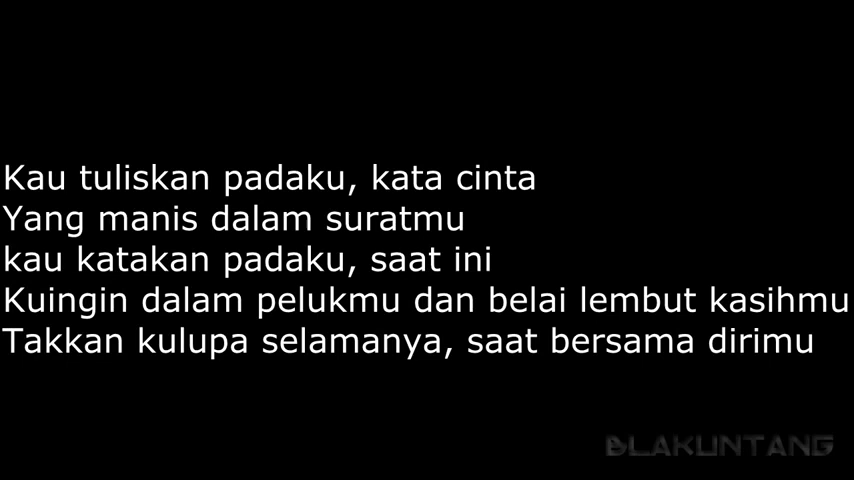 Kau tuliskan padaku, kata cinta
Yang manis dalam suratmu
kau katakan padaku, saat ini
Kuingin dalam pelukmu dan belai lembut kasihmu
Takkan kulupa selamanya, saat bersama dirimu
BLAKUNTANG